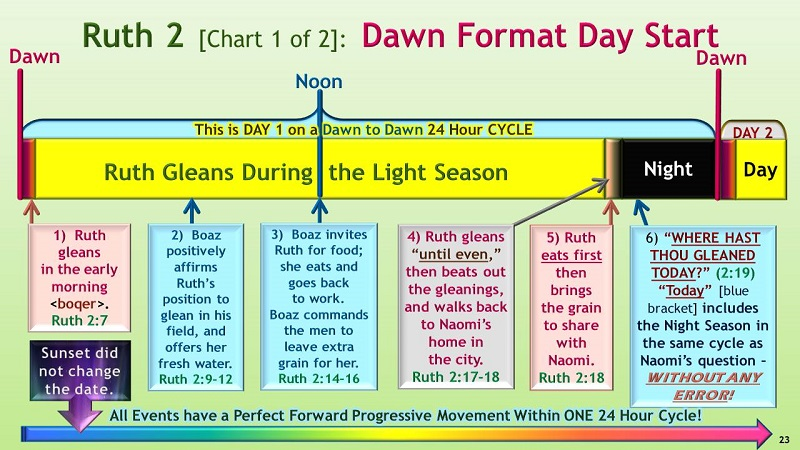 Ruth 2 [Chart 1 of 2]: Dawn Format Day Start
Dawn
Dawn
Noon
This is DAY 1 on a Dawn to Dawn 24 Hour CYCLE
DAY 2
Ruth Gleans During the Light Season
Night
Day
1) Ruth
gleans
in the early
morning
<boqer>.
Ruth 2:7
2) Boaz
positively
affirms
Ruth's
position to
glean in his
field, and
offers her
fresh water.
Ruth 2:9-12
3) Boaz invites
Ruth for food;
she eats and
goes back
to work.
Boaz commands
the men to
leave extra
grain for her.
Ruth 2:14-16
4) Ruth gleans
"until even,"
then beats out
the gleanings,
and walks back
to Naomi's
home in
the city.
Ruth 2:17-18
5) Ruth
eats first
then
brings
the grain
to share
with
Naomi.
Ruth 2:18
6) "WHERE HAST
THOU GLEANED
TODAY?" (2:19)
"Today" [blue
bracket] includes
the Night Season in
the same cycle as
Naomi's question –
WITHOUT ANY
ERROR!
Sunset did
not change
the date.
All Events have a Perfect Forward Progressive Movement Within ONE 24 Hour Cycle!
23